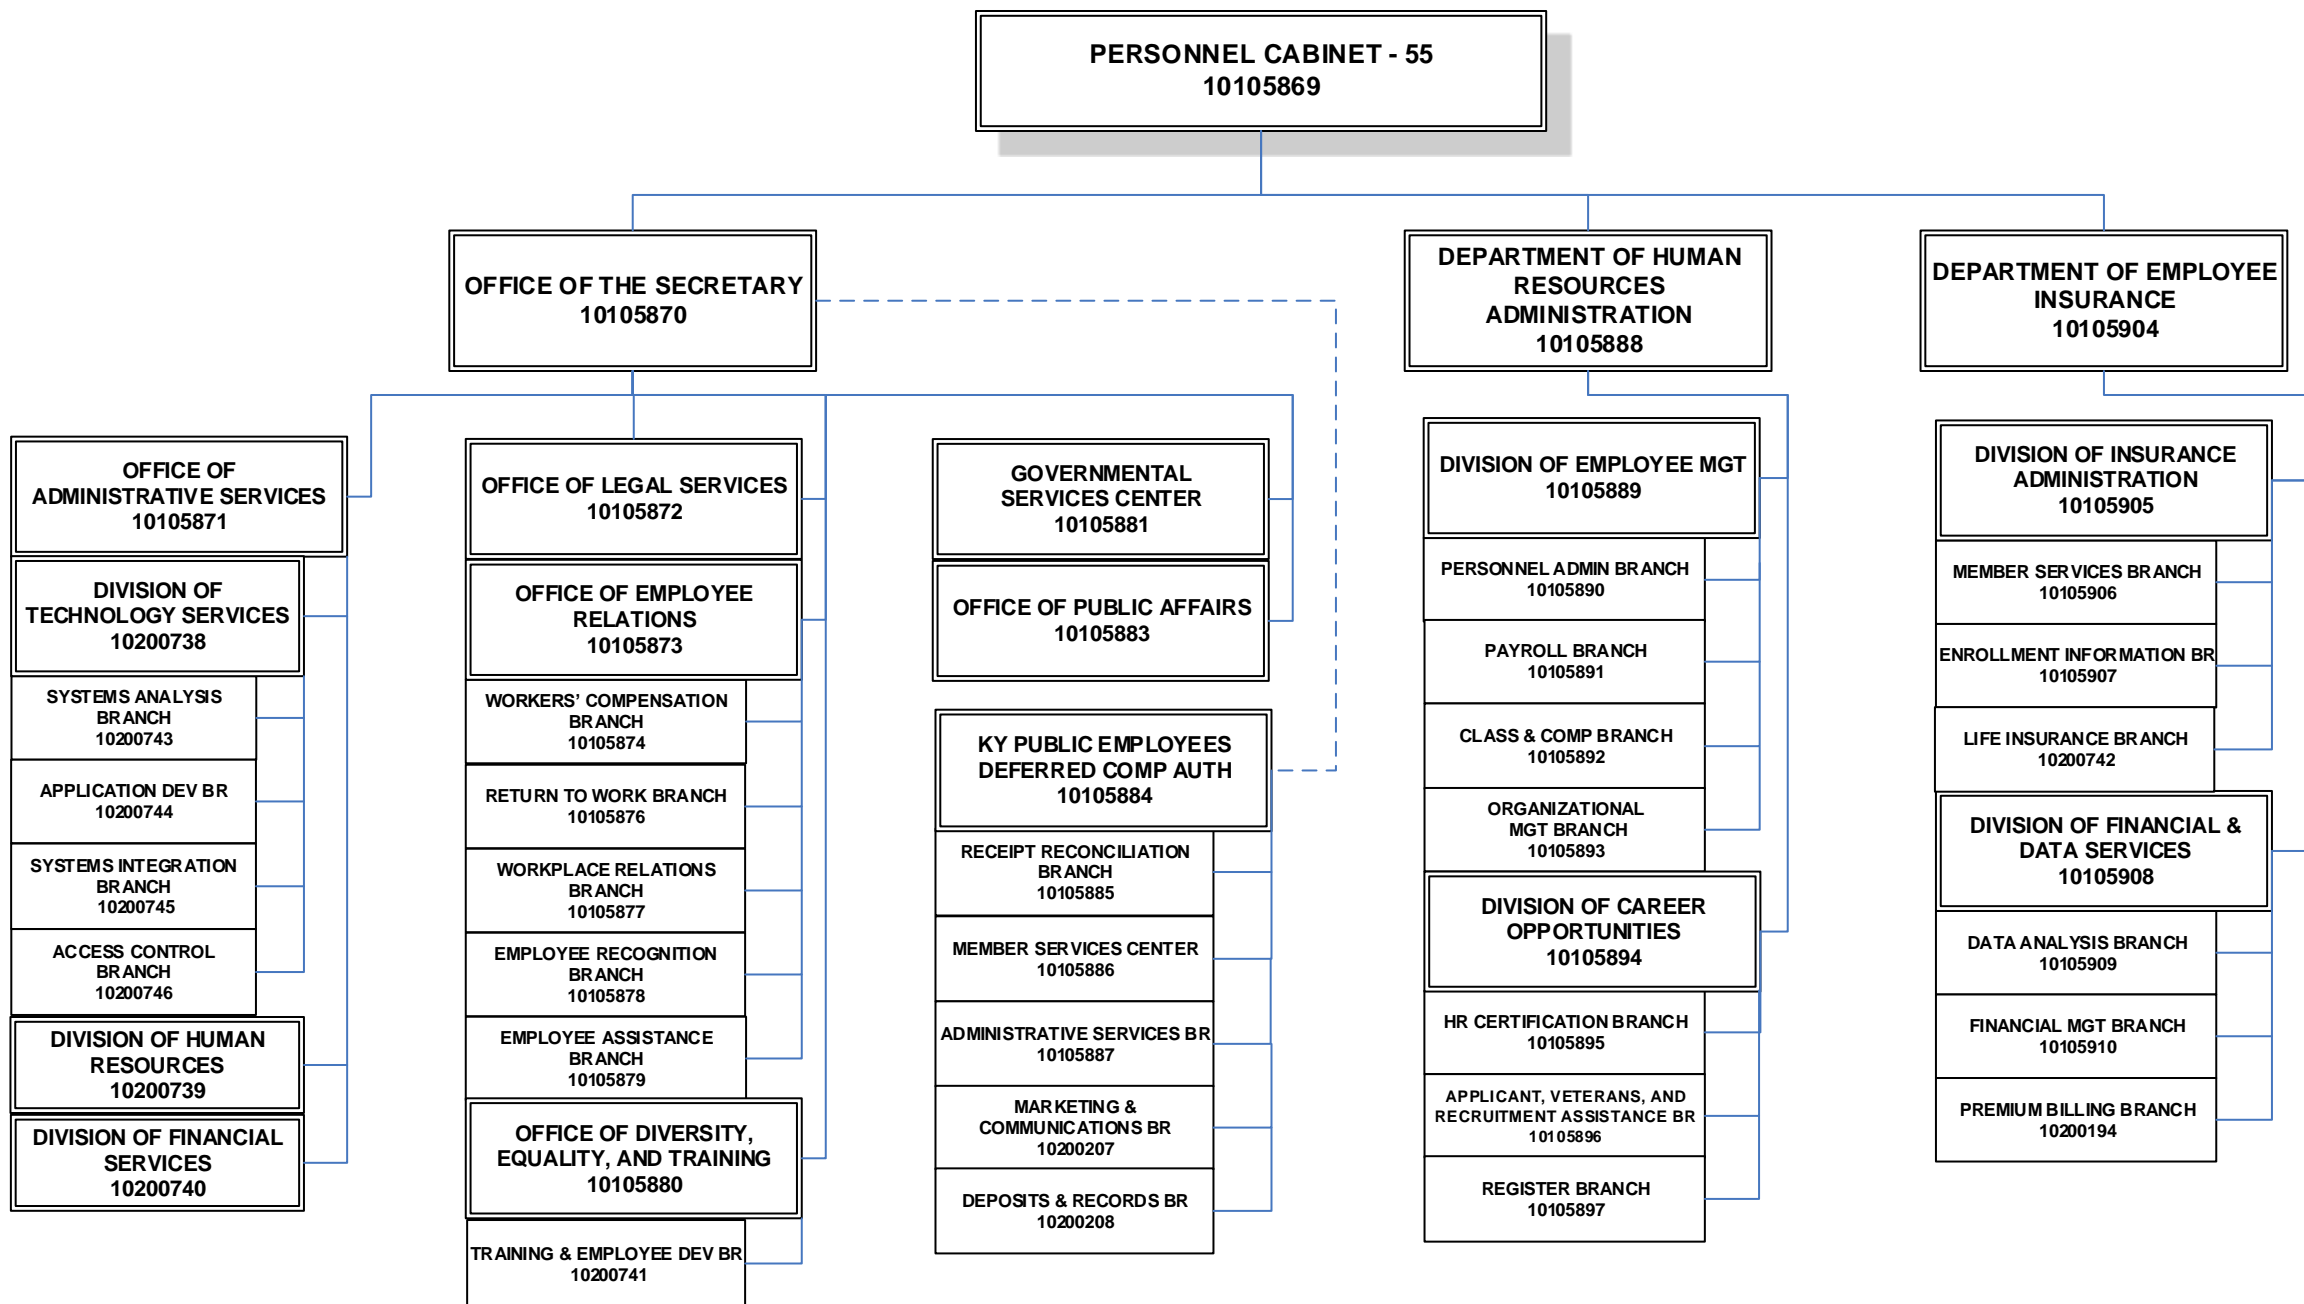 PERSONNEL CABINET - 55
10105869
OFFICE OF THE SECRETARY
10105870
DEPARTMENT OF HUMAN
RESOURCES
ADMINISTRATION
10105888
DEPARTMENT OF EMPLOYEE
INSURANCE
10105904
OFFICE OF
ADMINISTRATIVE SERVICES
10105871
DIVISION OF
TECHNOLOGY SERVICES
10200738
SYSTEMS ANALYSIS
BRANCH
10200743
APPLICATION DEV BR
10200744
SYSTEMS INTEGRATION
BRANCH
10200745
ACCESS CONTROL
BRANCH
10200746
DIVISION OF HUMAN
RESOURCES
10200739
DIVISION OF FINANCIAL
SERVICES
10200740
OFFICE OF LEGAL SERVICES
10105872
OFFICE OF EMPLOYEE
RELATIONS
10105873
WORKERS’ COMPENSATION
BRANCH
10105874
RETURN TO WORK BRANCH
10105876
WORKPLACE RELATIONS
BRANCH
10105877
EMPLOYEE RECOGNITION
BRANCH
10105878
EMPLOYEE ASSISTANCE
BRANCH
10105879
OFFICE OF DIVERSITY,
EQUALITY, AND TRAINING
10105880
TRAINING & EMPLOYEE DEV BR
10200741
GOVERNMENTAL
SERVICES CENTER
10105881
OFFICE OF PUBLIC AFFAIRS
10105883
KY PUBLIC EMPLOYEES
DEFERRED COMP AUTH
10105884
RECEIPT RECONCILIATION
BRANCH
10105885
MEMBER SERVICES CENTER
10105886
ADMINISTRATIVE SERVICES BR
10105887
MARKETING &
COMMUNICATIONS BR
10200207
DEPOSITS & RECORDS BR
10200208
DIVISION OF EMPLOYEE MGT
10105889
PERSONNEL ADMIN BRANCH
10105890
PAYROLL BRANCH
10105891
CLASS & COMP BRANCH
10105892
ORGANIZATIONAL
MGT BRANCH
10105893
DIVISION OF CAREER
OPPORTUNITIES
10105894
HR CERTIFICATION BRANCH
10105895
APPLICANT, VETERANS, AND
RECRUITMENT ASSISTANCE BR
10105896
REGISTER BRANCH
10105897
DIVISION OF INSURANCE
ADMINISTRATION
10105905
MEMBER SERVICES BRANCH
10105906
ENROLLMENT INFORMATION BR
10105907
LIFE INSURANCE BRANCH
10200742
DIVISION OF FINANCIAL &
DATA SERVICES
10105908
DATA ANALYSIS BRANCH
10105909
FINANCIAL MGT BRANCH
10105910
PREMIUM BILLING BRANCH
10200194